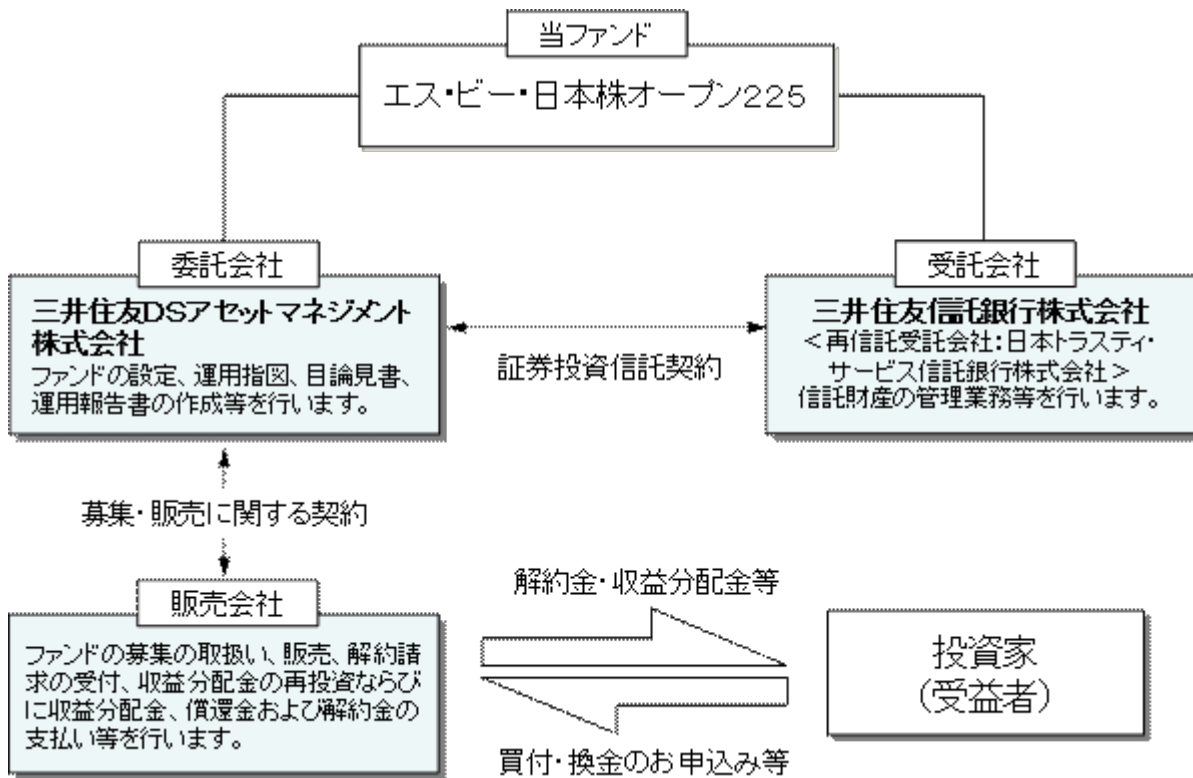 当ファンド
エス・ビー・日本株オープン225
委託会社
三井住友DSアセットマネジメント
株式会社
ファンドの設定、運用指図、目論見書、
運用報告書の作成等を行います。
証券投資信託契約
受託会社
三井住友信託銀行株式会社
＜再信託受託会社：日本トラスティ・
サービス信託銀行株式会社＞
信託財産の管理業務等を行います。
募集・販売に関する契約
販売会社
ファンドの募集の取扱い、販売、解約請
求の受付、収益分配金の再投資ならび
に収益分配金、償還金および解約金の
支払い等を行います。
解約金・収益分配金等
買付・換金のお申込み等
投資家
（受益者）